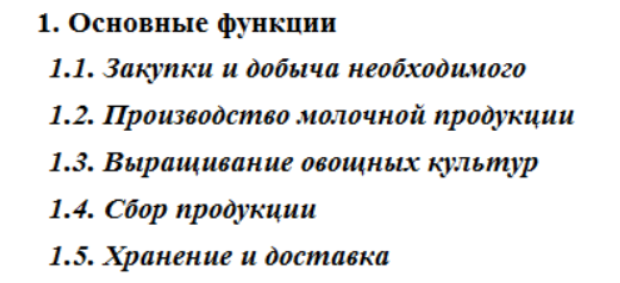 1. Основные функции
1.1. Закупки и добыча необходимого
1.2. Производство молочной продукции
1.3. Выращивание овощных культур
1.4. Сбор продукции
1.5. Хранение и доставка